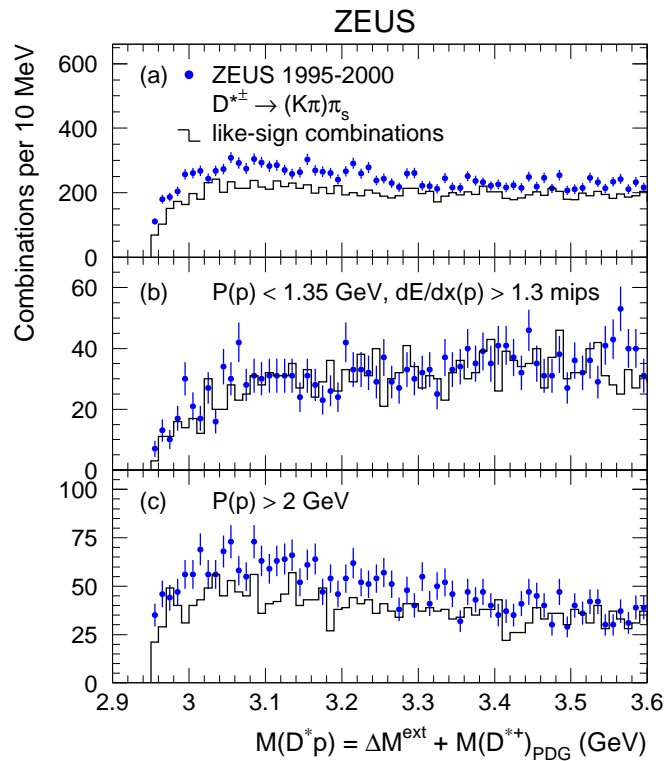 ZEUS
Combinations per 10 MeV
600
400
200
0
(a)
ZEUS 1995-2000
D*± → (Kπ)πs
like-sign combinations
60
40
20
0
(b)
P(p) < 1.35 GeV, dE/dx(p) > 1.3 mips
100
75
50
25
0
(c)
P(p) > 2 GeV
2.9 3 3.1 3.2 3.3 3.4 3.5 3.6
M(D*p) = ΔM^ext + M(D*+)PDG (GeV)